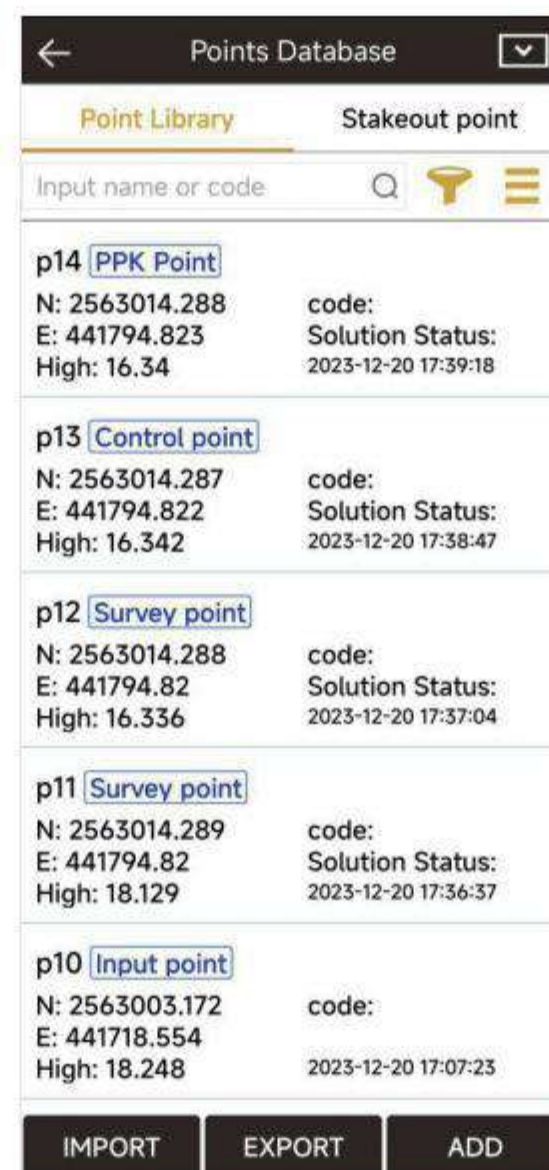 Points Database
Point Library Stakeout point
Input name or code
p14 PPK Point
N: 2563014.288 code:
E: 441794.823 Solution Status:
High: 16.34 2023-12-20 17:39:18
p13 Control point
N: 2563014.287 code:
E: 441794.822 Solution Status:
High: 16.342 2023-12-20 17:38:47
p12 Survey point
N: 2563014.288 code:
E: 441794.82 Solution Status:
High: 16.336 2023-12-20 17:37:04
p11 Survey point
N: 2563014.289 code:
E: 441794.82 Solution Status:
High: 18.129 2023-12-20 17:36:37
p10 Input point
N: 2563003.172 code:
E: 441718.554
High: 18.248 2023-12-20 17:07:23
IMPORT EXPORT ADD